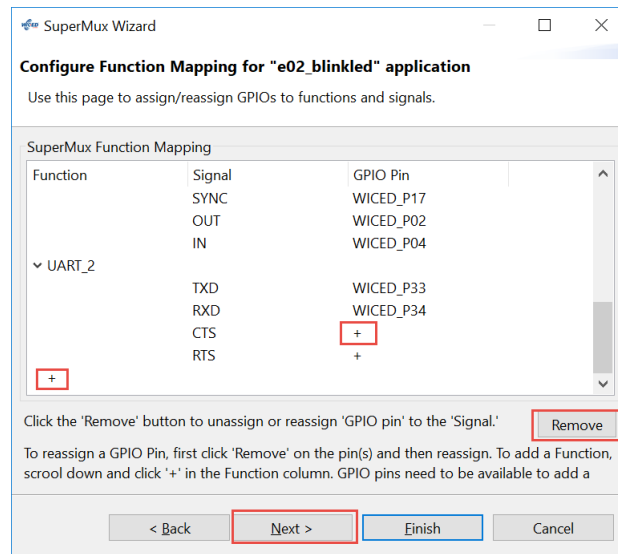 WICED SuperMux Wizard
Configure Function Mapping for "e02_blinkled" application
Use this page to assign/reassign GPIOs to functions and signals.
SuperMux Function Mapping
Function Signal GPIO Pin
SYNC WICED_P17
OUT WICED_P02
IN WICED_P04
UART_2
TXD WICED_P33
RXD WICED_P34
CTS +
RTS +
+
Click the 'Remove' button to unassign or reassign 'GPIO pin' to the 'Signal.' Remove
To reassign a GPIO Pin, first click 'Remove' on the pin(s) and then reassign. To add a Function,
scrool down and click '+' in the Function column. GPIO pins need to be available to add a
< Back Next > Finish Cancel